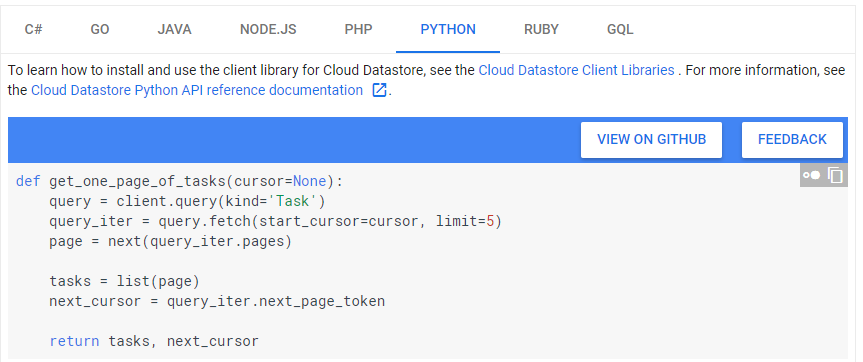 C# GO JAVA NODE.JS PHP PYTHON RUBY GQL
To learn how to install and use the client library for Cloud Datastore, see the Cloud Datastore Client Libraries . For more information, see
the Cloud Datastore Python API reference documentation .
VIEW ON GITHUB FEEDBACK
def get_one_page_of_tasks(cursor=None):
    query = client.query(kind='Task')
    query_iter = query.fetch(start_cursor=cursor, limit=5)
    page = next(query_iter.pages)

    tasks = list(page)
    next_cursor = query_iter.next_page_token

    return tasks, next_cursor